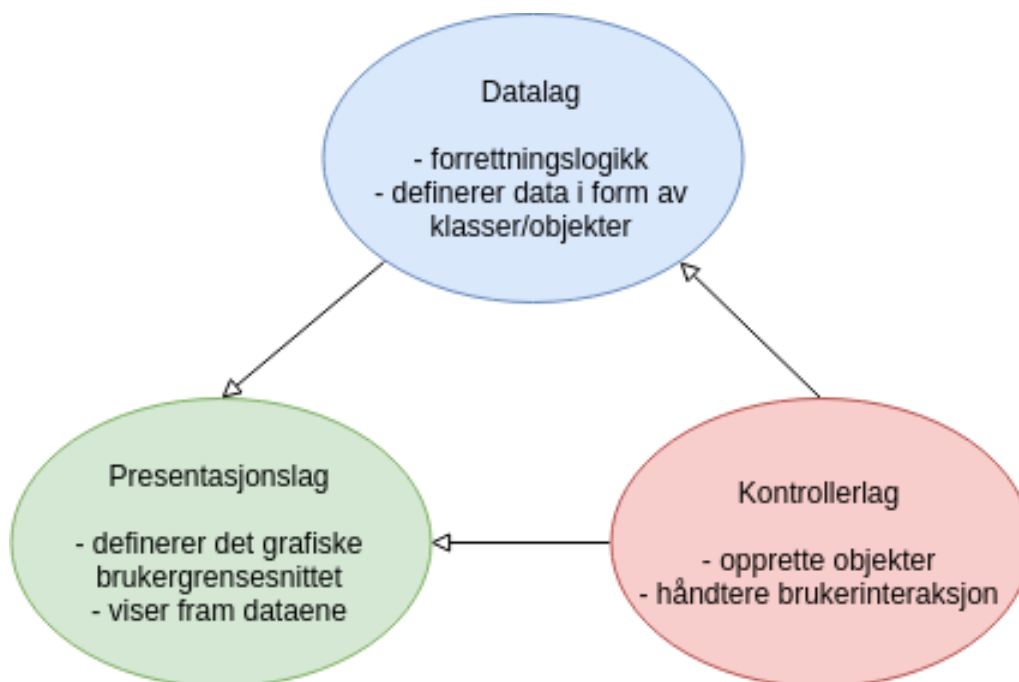 Datalag
- forrettningslogikk
- definerer data i form av
klasser/objekter
Presentasjonslag
- definerer det grafiske
brukergrensesnittet
- viser fram dataene
Kontrollerlag
- opprette objekter
- håndtere brukerinteraksjon